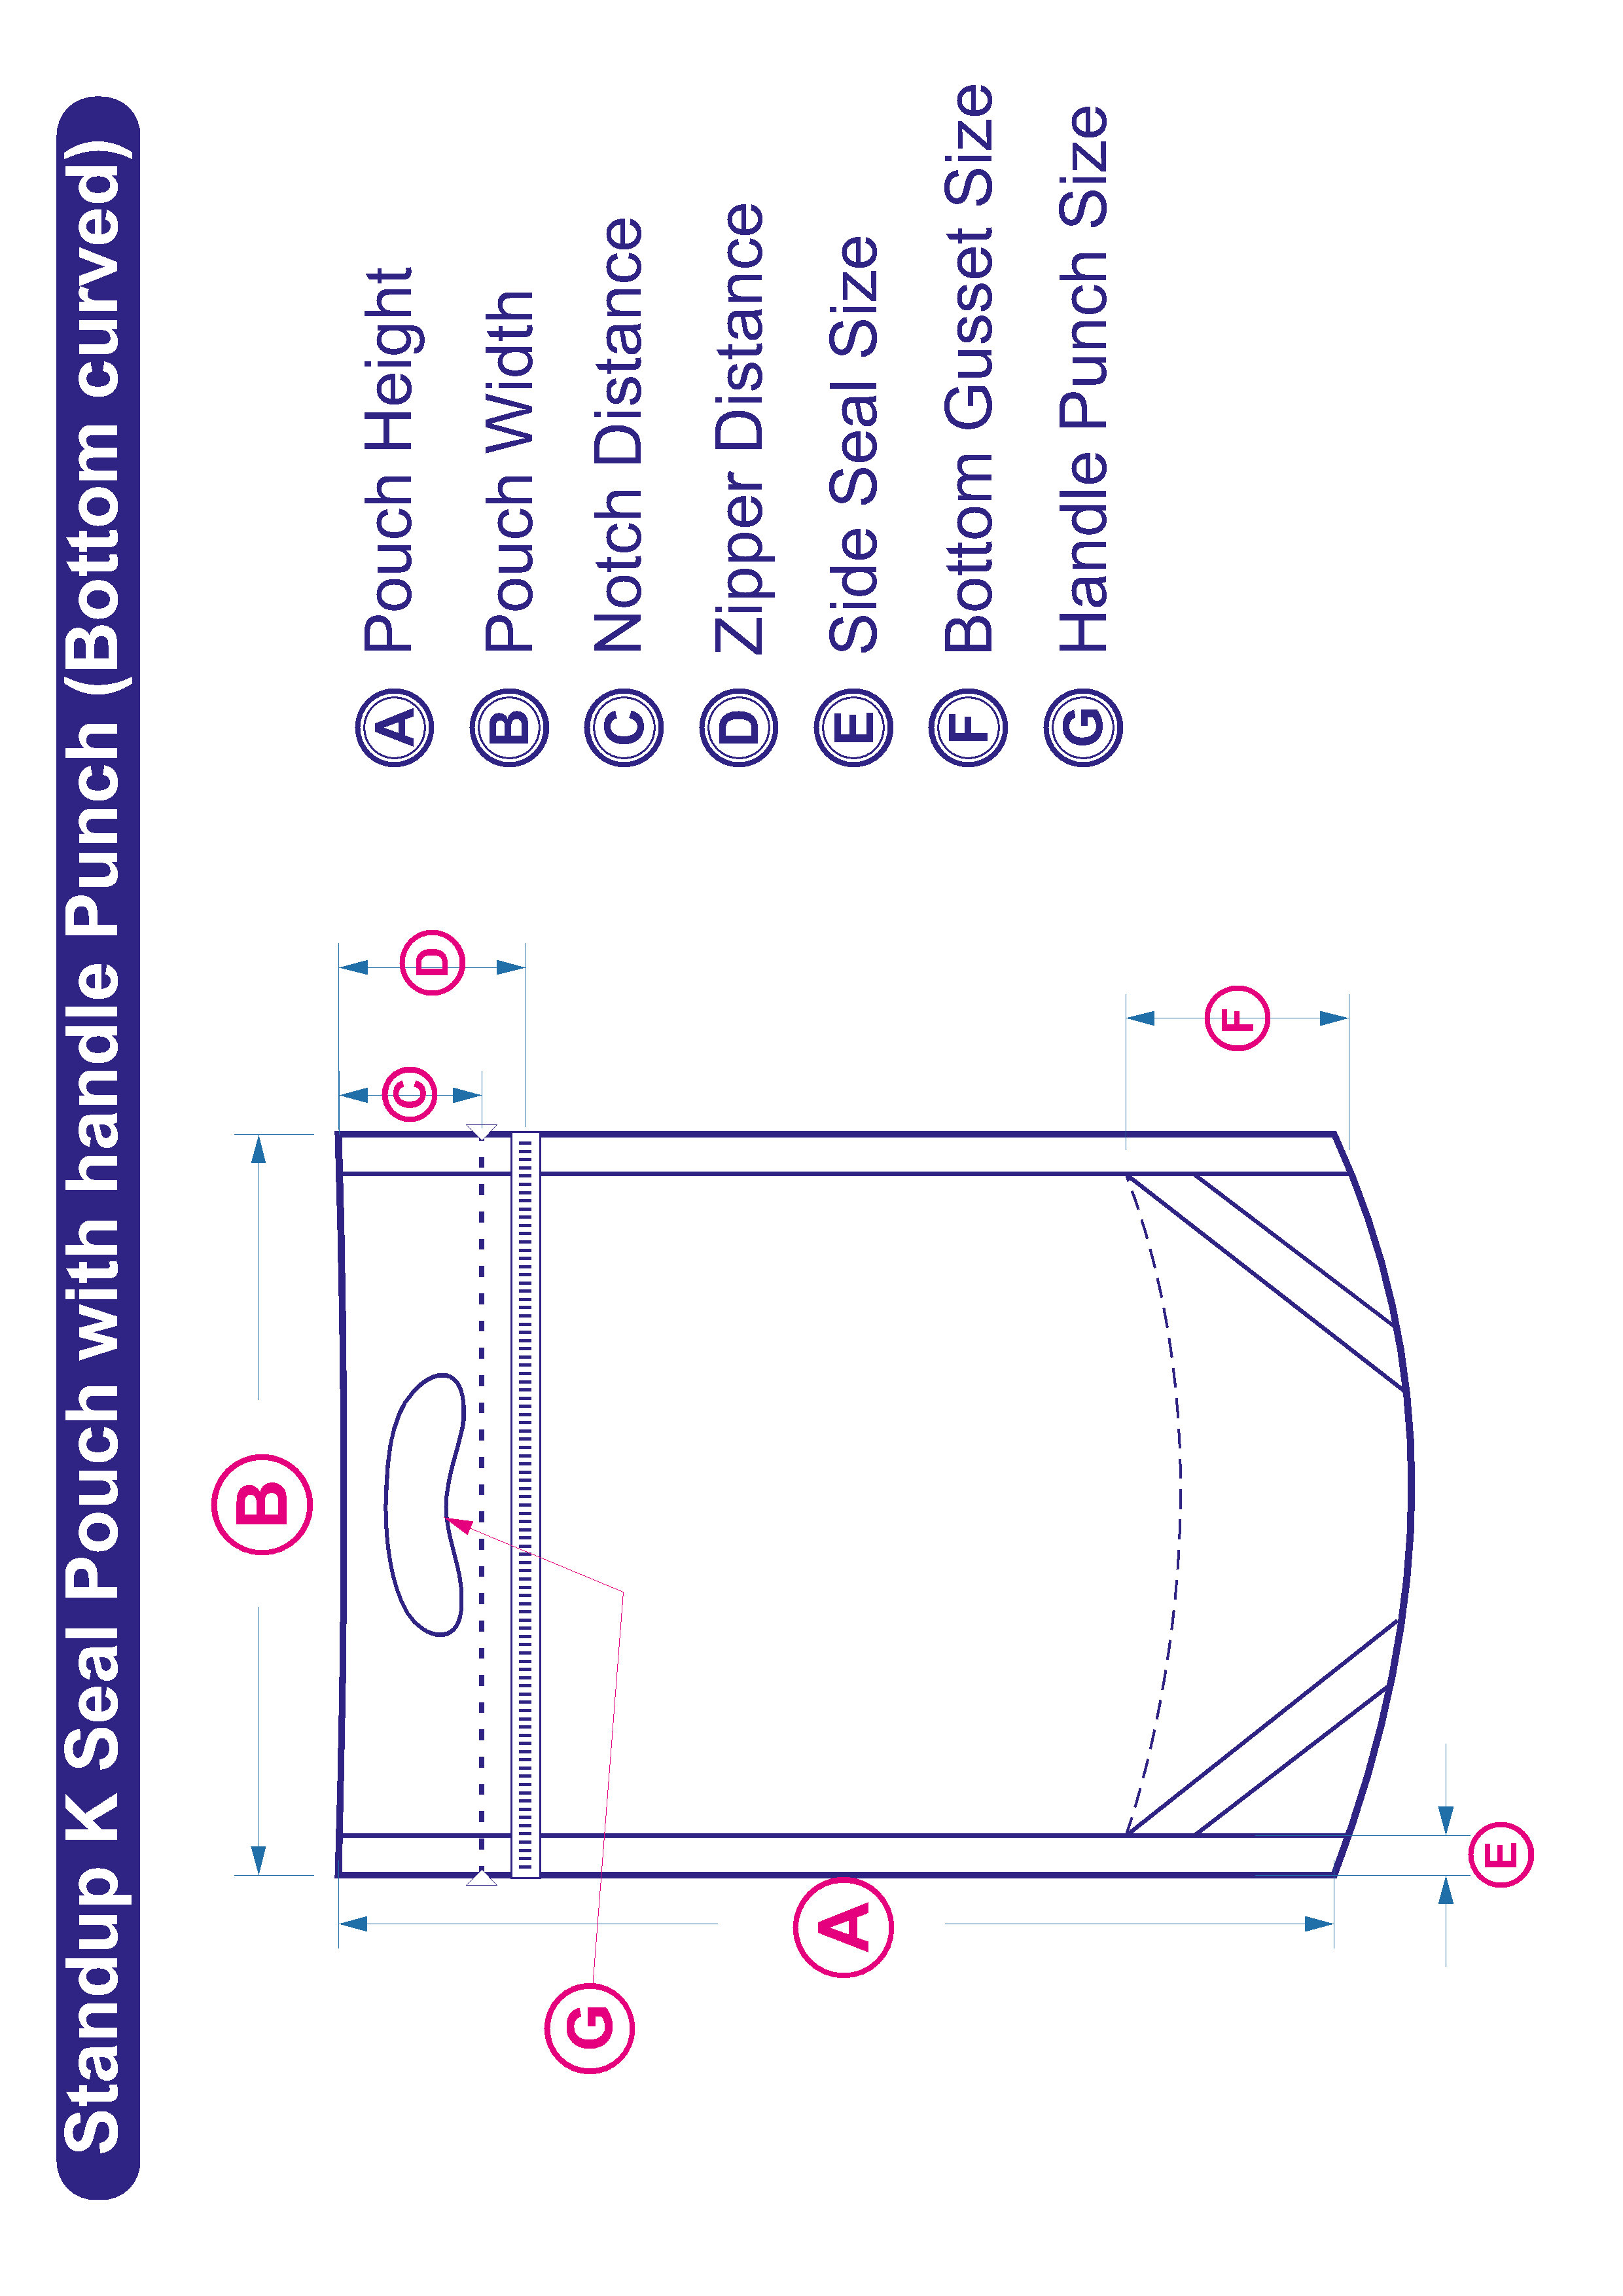 Standup K Seal Pouch with handle Punch (Bottom curved)
B
C
D
G
A
F
E
A Pouch Height
B Pouch Width
C Notch Distance
D Zipper Distance
E Side Seal Size
F Bottom Gusset Size
G Handle Punch Size